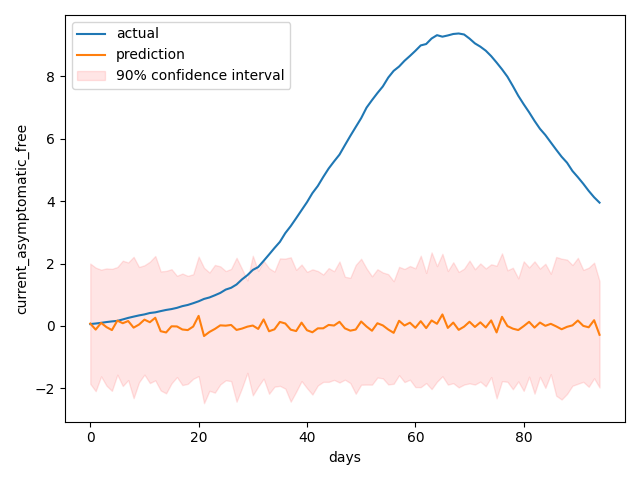 actual
prediction
90% confidence interval
current_asymptomatic_free
8
6
4
2
0
−2
0 20 40 60 80
days